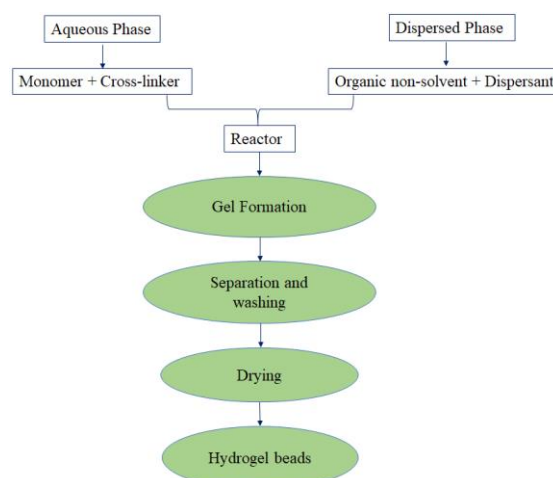 Aqueous Phase
Dispersed Phase
Monomer + Cross-linker
Organic non-solvent + Dispersant
Reactor
Gel Formation
Separation and
washing
Drying
Hydrogel beads